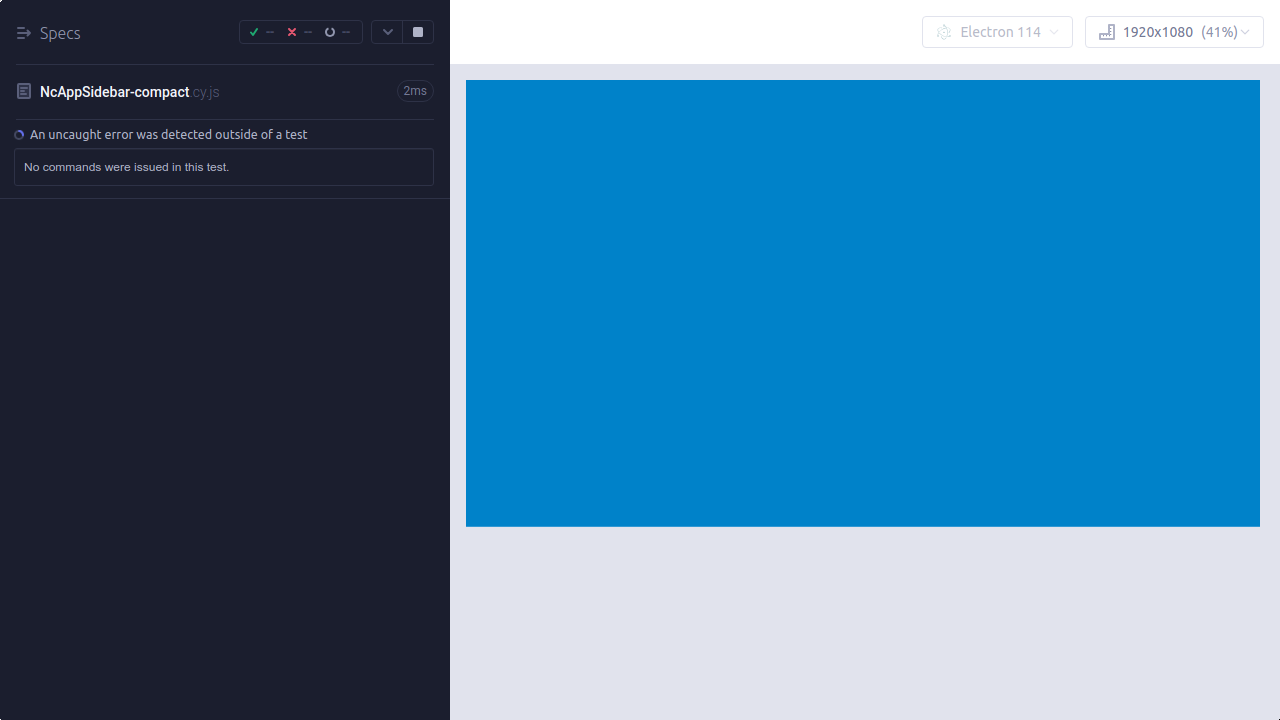 Specs
-- -- --
NcAppSidebar-compact.cy.js
2ms
An uncaught error was detected outside of a test
No commands were issued in this test.
Electron 114
1920x1080 (41%)